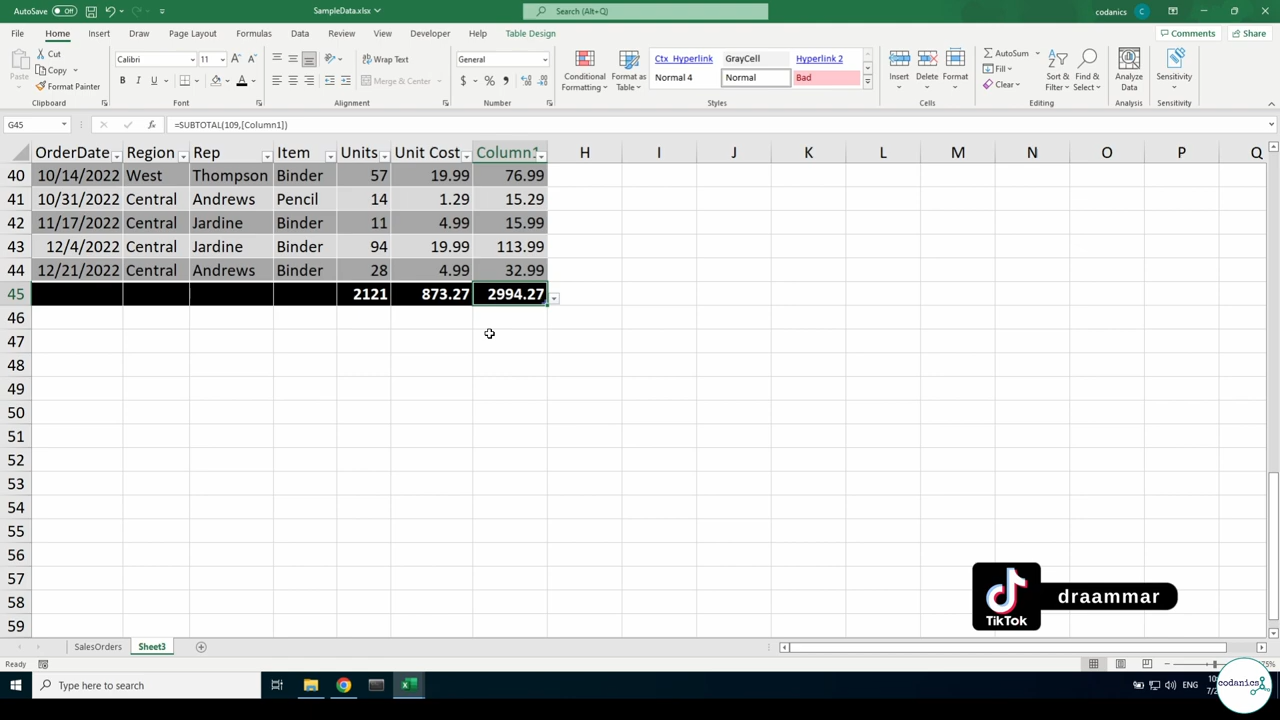 AutoSave Off SampleData.xlsx Search (Alt+Q) codanics C
File Home Insert Draw Page Layout Formulas Data Review View Developer Help Table Design Comments Share
Paste Cut Copy Format Painter Clipboard
Calibri 11 B I U A Font
Wrap Text Merge & Center Alignment
General $ % Number
Conditional Formatting Format as Table
Ctx_Hyperlink GrayCell Hyperlink 2
Normal 4 Normal Bad
Styles
Insert Delete Format Cells
AutoSum Fill Clear Sort & Filter Find & Select Editing
Analyze Data Analysis
Sensitivity Sensitivity
G45 fx =SUBTOTAL(109,[Column1])
OrderDate Region Rep Item Units Unit Cost Column1 H I J K L M N O P Q
40 10/14/2022 West Thompson Binder 57 19.99 76.99
41 10/31/2022 Central Andrews Pencil 14 1.29 15.29
42 11/17/2022 Central Jardine Binder 11 4.99 15.99
43 12/4/2022 Central Jardine Binder 94 19.99 113.99
44 12/21/2022 Central Andrews Binder 28 4.99 32.99
45 2121 873.27 2994.27
46
47
48
49
50
51
52
53
54
55
56
57
58
59
TikTok draammar
SalesOrders Sheet3
Ready
Type here to search ENG
codanics